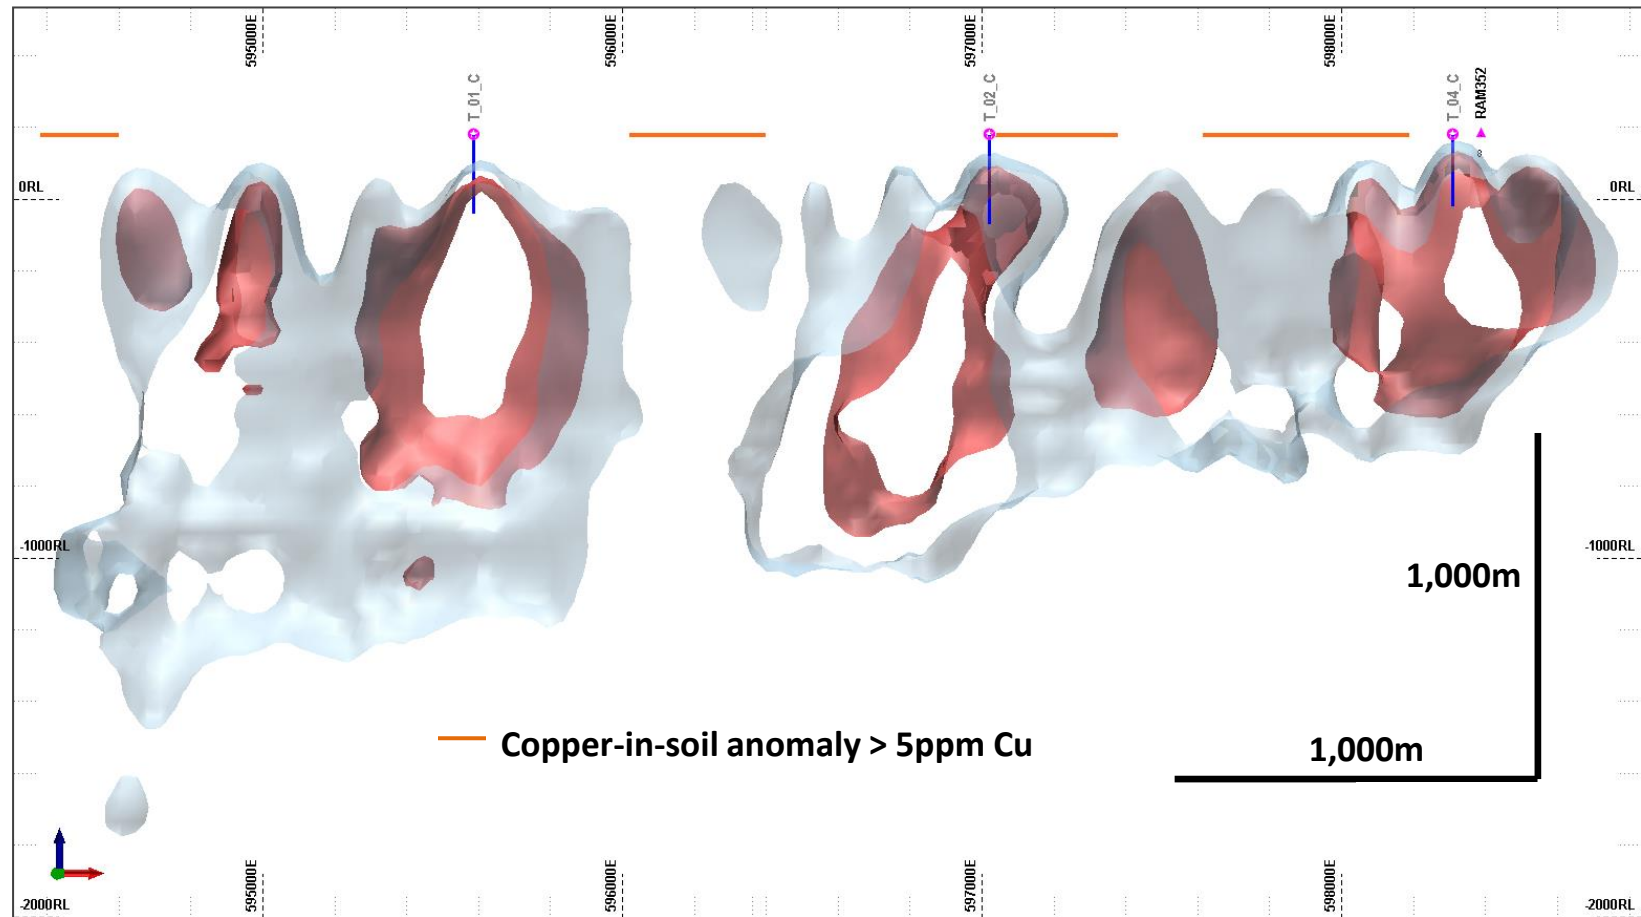 595000E
596000E
597000E
598000E
T_01_C
T_02_C
T_04_C
RAM352
0RL
0RL
-1000RL
-1000RL
1,000m
1,000m
Copper-in-soil anomaly > 5ppm Cu
595000E
596000E
597000E
598000E
-2000RL
-2000RL